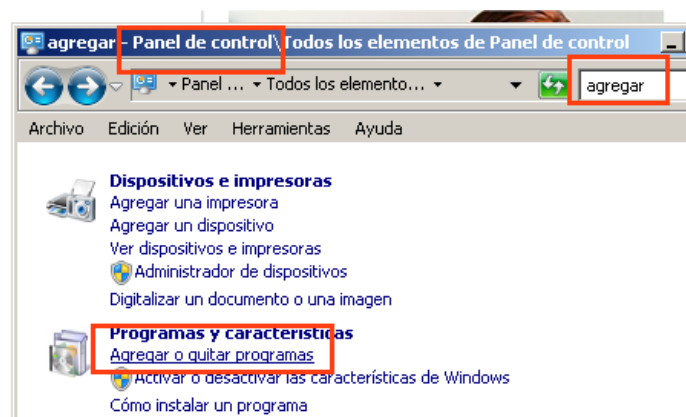 agregar - Panel de control\Todos los elementos de Panel de control
Panel ... Todos los elemento... agregar
Archivo Edición Ver Herramientas Ayuda
Dispositivos e impresoras
Agregar una impresora
Agregar un dispositivo
Ver dispositivos e impresoras
Administrador de dispositivos
Digitalizar un documento o una imagen
Programas y características
Agregar o quitar programas
Activar o desactivar las características de Windows
Cómo instalar un programa